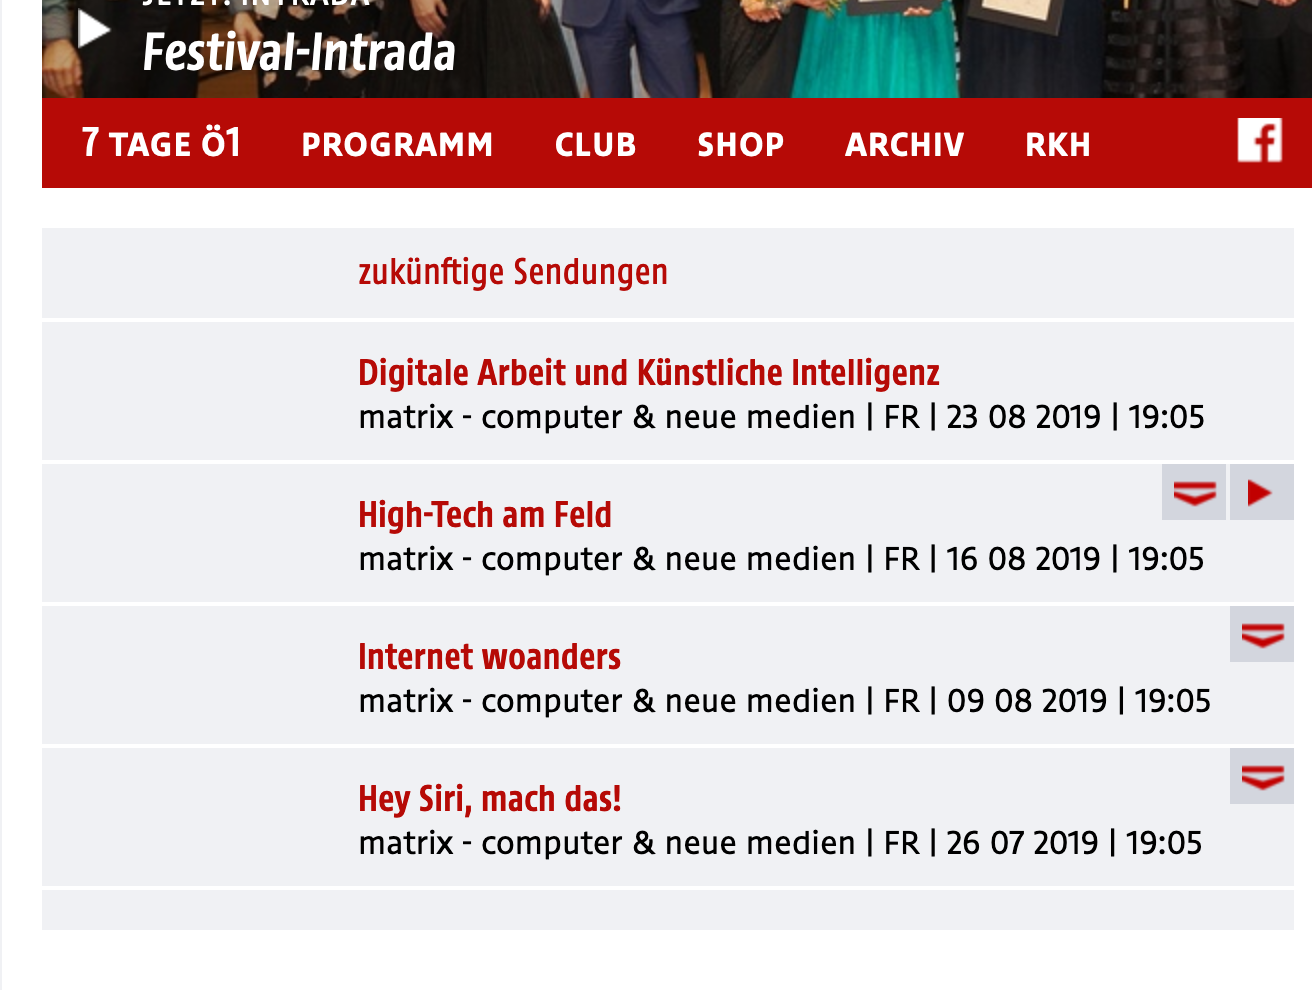 JETZT: INTRADA
Festival-Intrada
7 TAGE Ö1 PROGRAMM CLUB SHOP ARCHIV RKH
zukünftige Sendungen
Digitale Arbeit und Künstliche Intelligenz
matrix - computer & neue medien | FR | 23 08 2019 | 19:05
High-Tech am Feld
matrix - computer & neue medien | FR | 16 08 2019 | 19:05
Internet woanders
matrix - computer & neue medien | FR | 09 08 2019 | 19:05
Hey Siri, mach das!
matrix - computer & neue medien | FR | 26 07 2019 | 19:05